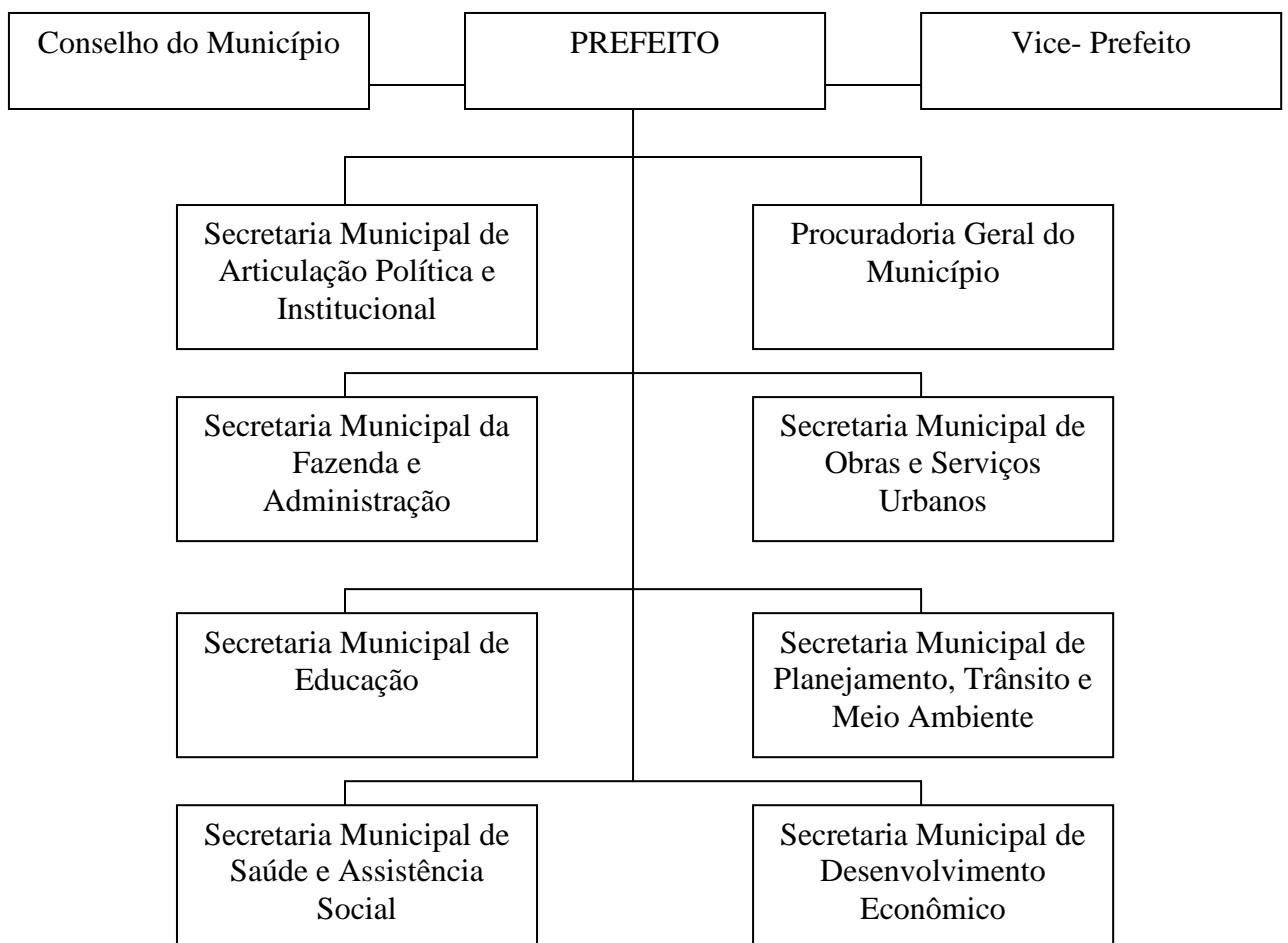 Conselho do Município
PREFEITO
Vice- Prefeito
Secretaria Municipal de
Articulação Política e
Institucional
Procuradoria Geral do
Município
Secretaria Municipal da
Fazenda e
Administração
Secretaria Municipal de
Obras e Serviços
Urbanos
Secretaria Municipal de
Educação
Secretaria Municipal de
Planejamento, Trânsito e
Meio Ambiente
Secretaria Municipal de
Saúde e Assistência
Social
Secretaria Municipal de
Desenvolvimento
Econômico